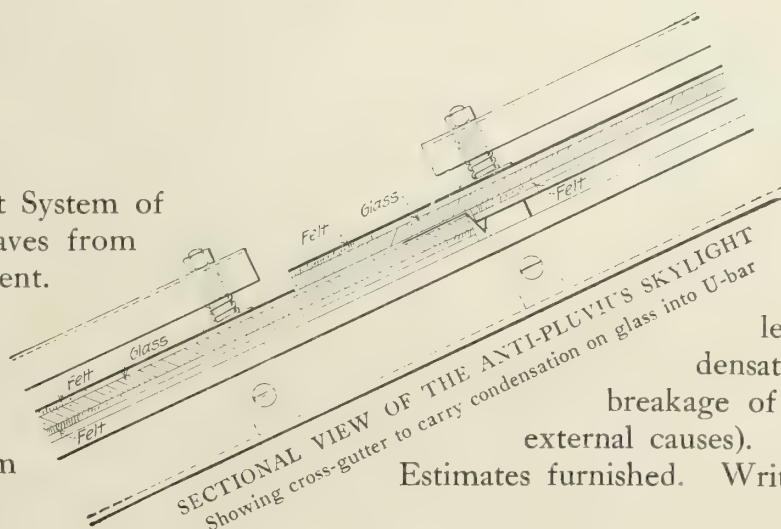 t System of
aves from
ent.
m
Felt
Glass
Felt
Felt
Glass
Felt
SECTIONAL VIEW OF THE ANTI-PLUVIUS SKYLIGHT
Showing cross-gutter to carry condensation on glass into U-bar
le
densat
breakage of
external causes).
Estimates furnished. Writ